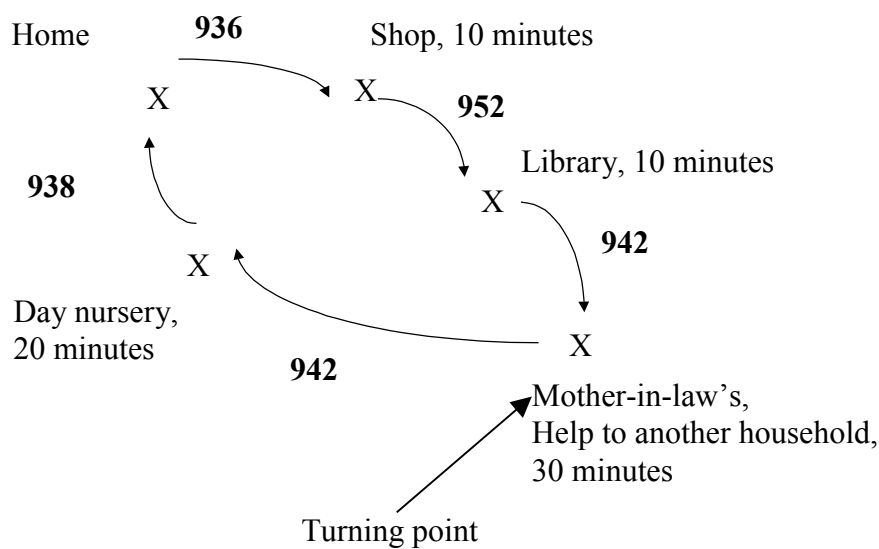 Home
936
Shop, 10 minutes
X
X
952
Library, 10 minutes
938
X
942
X
Day nursery,
20 minutes
X
942
Mother-in-law’s,
Help to another household,
30 minutes
Turning point